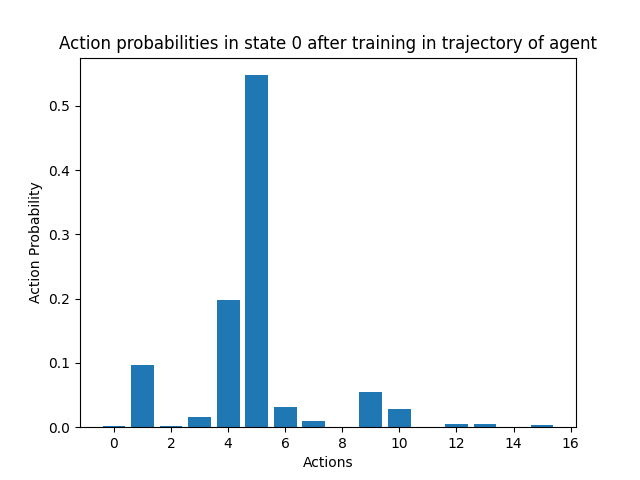 Action probabilities in state 0 after training in trajectory of agent
Action Probability
0.5
0.4
0.3
0.2
0.1
0.0
0 2 4 6 8 10 12 14 16
Actions